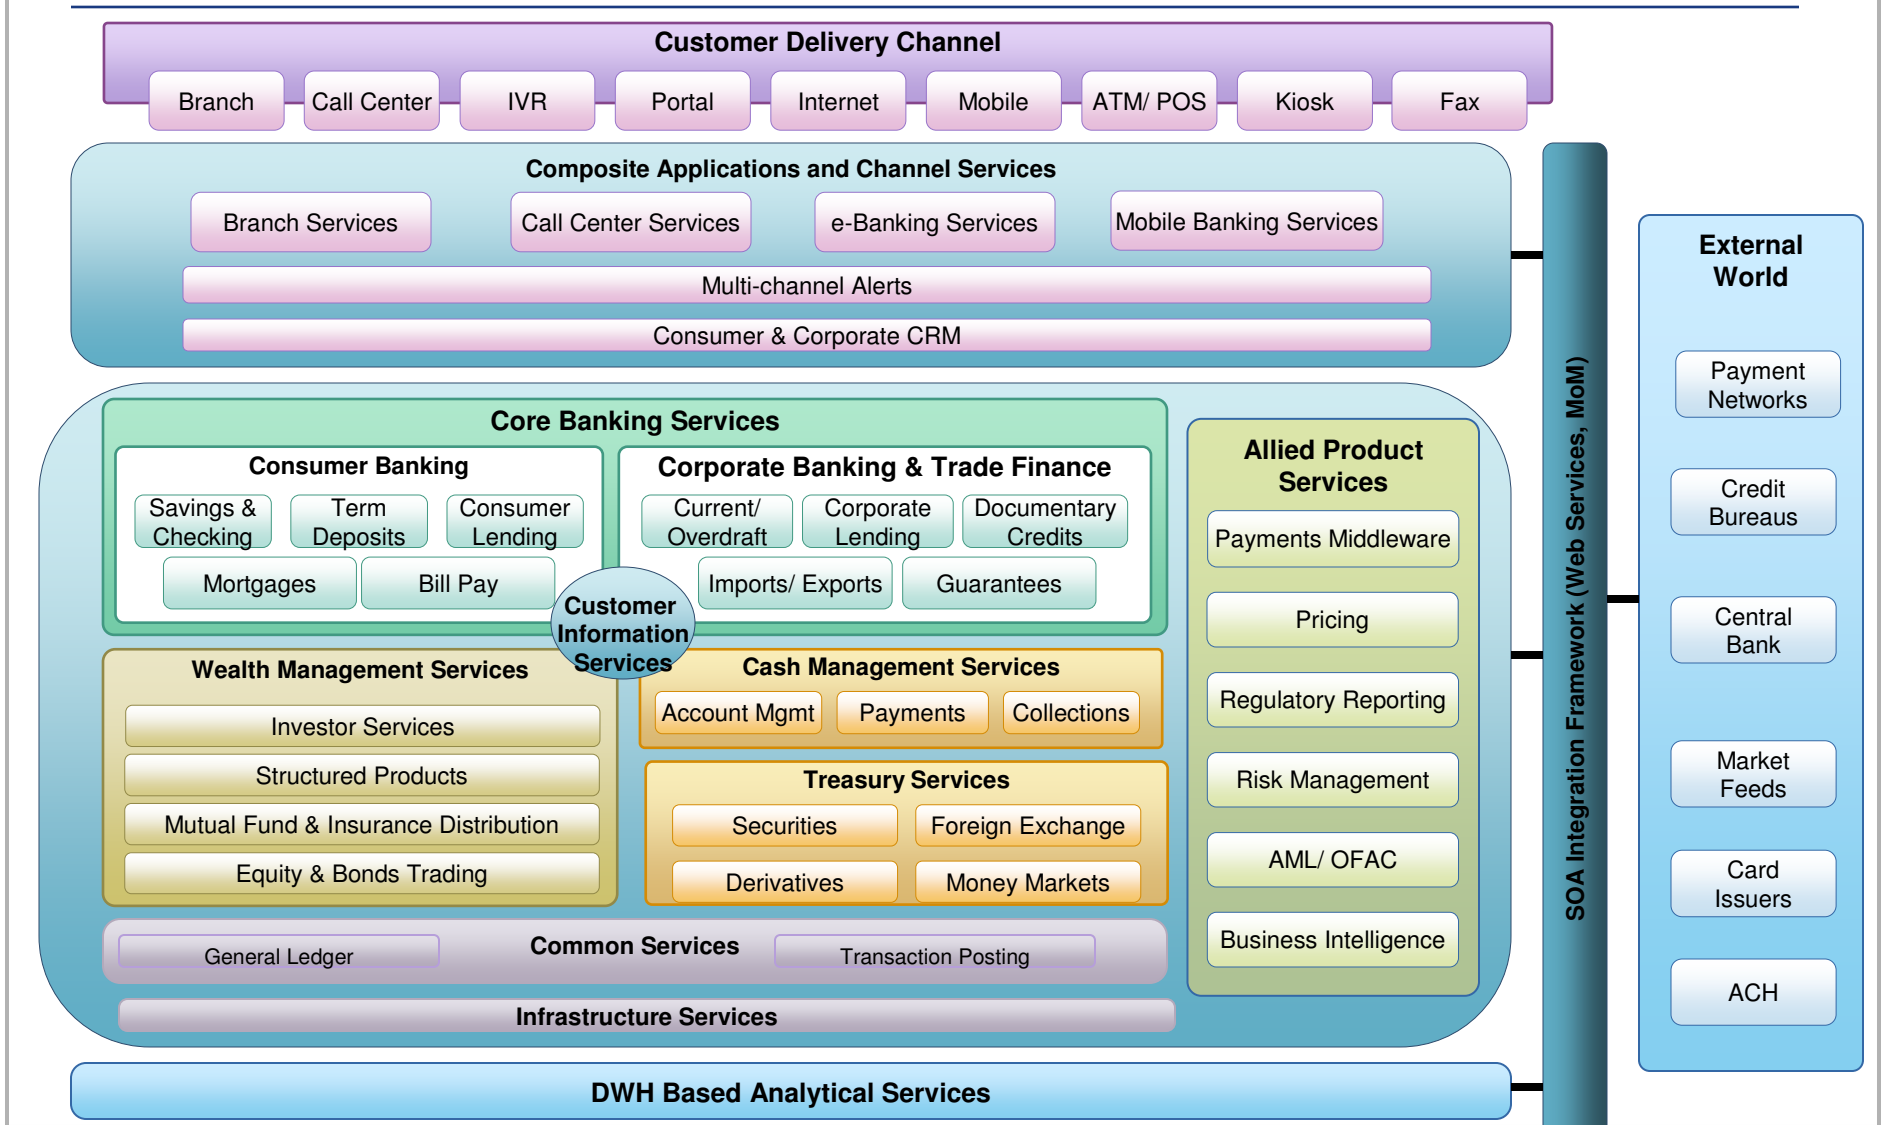 Customer Delivery Channel
Branch
Call Center
IVR
Portal
Internet
Mobile
ATM/ POS
Kiosk
Fax
Composite Applications and Channel Services
Branch Services
Call Center Services
e-Banking Services
Mobile Banking Services
Multi-channel Alerts
Consumer & Corporate CRM
Core Banking Services
Consumer Banking
Savings &
Checking
Term
Deposits
Consumer
Lending
Mortgages
Bill Pay
Corporate Banking & Trade Finance
Current/
Overdraft
Corporate
Lending
Documentary
Credits
Imports/ Exports
Guarantees
Customer
Information
Services
Wealth Management Services
Investor Services
Structured Products
Mutual Fund & Insurance Distribution
Equity & Bonds Trading
Cash Management Services
Account Mgmt
Payments
Collections
Treasury Services
Securities
Foreign Exchange
Derivatives
Money Markets
Common Services
General Ledger
Transaction Posting
Infrastructure Services
Allied Product
Services
Payments Middleware
Pricing
Regulatory Reporting
Risk Management
AML/ OFAC
Business Intelligence
DWH Based Analytical Services
SOA Integration Framework (Web Services, MoM)
External
World
Payment
Networks
Credit
Bureaus
Central
Bank
Market
Feeds
Card
Issuers
ACH